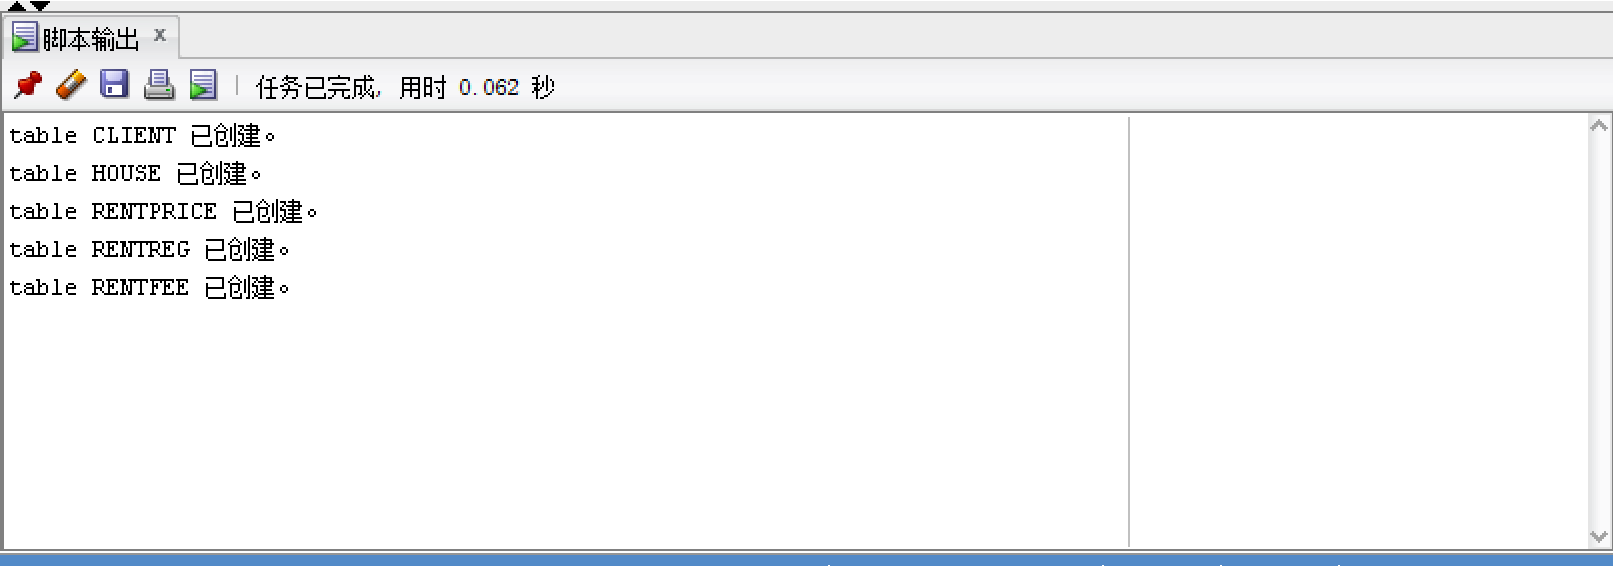 脚本输出 x
任务已完成, 用时 0.062 秒
table CLIENT 已创建。
table HOUSE 已创建。
table RENTPRICE 已创建。
table RENTREG 已创建。
table RENTFEE 已创建。